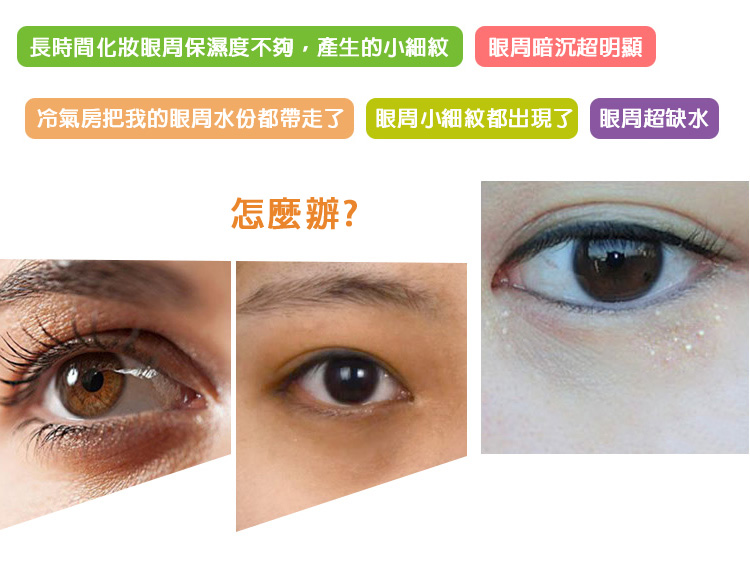 長時間化妝眼周保濕度不夠，產生的小細紋
眼周暗沉超明顯
冷氣房把我的眼周水份都帶走了
眼周小細紋都出現了
眼周超缺水
怎麼辦?